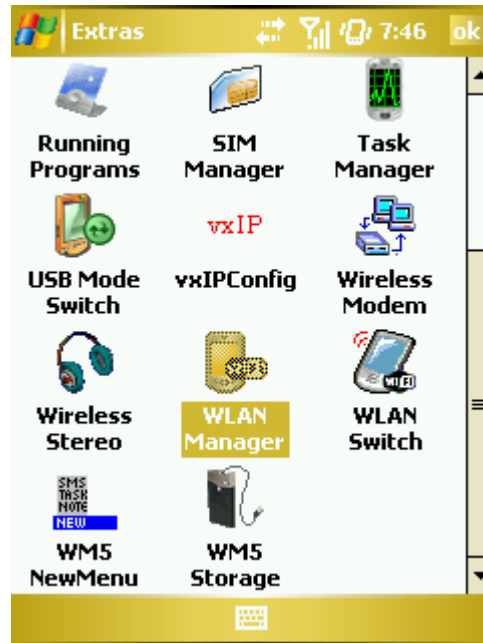 Extras 7:46 ok
Running Programs
SIM Manager
Task Manager
USB Mode Switch
vxIP
vxIPConfig
Wireless Modem
Wireless Stereo
WLAN Manager
WiFi
WLAN Switch
SMS
TASK
NOTE
NEW
WM5 NewMenu
WM5 Storage